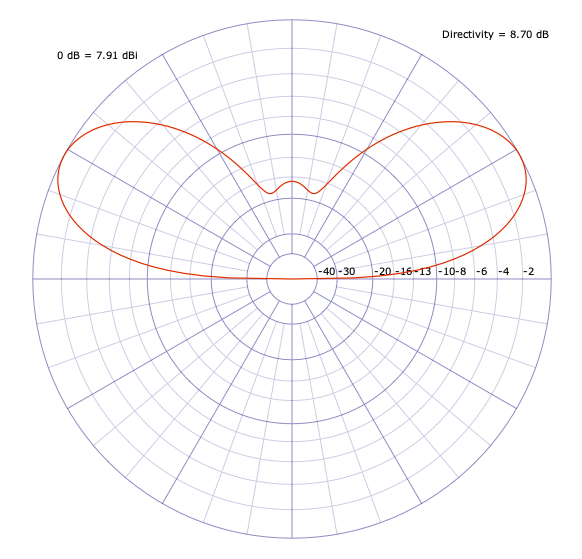 Directivity = 8.70 dB
0 dB = 7.91 dBi
-40 -30 -20 -16 -13 -10 -8 -6 -4 -2